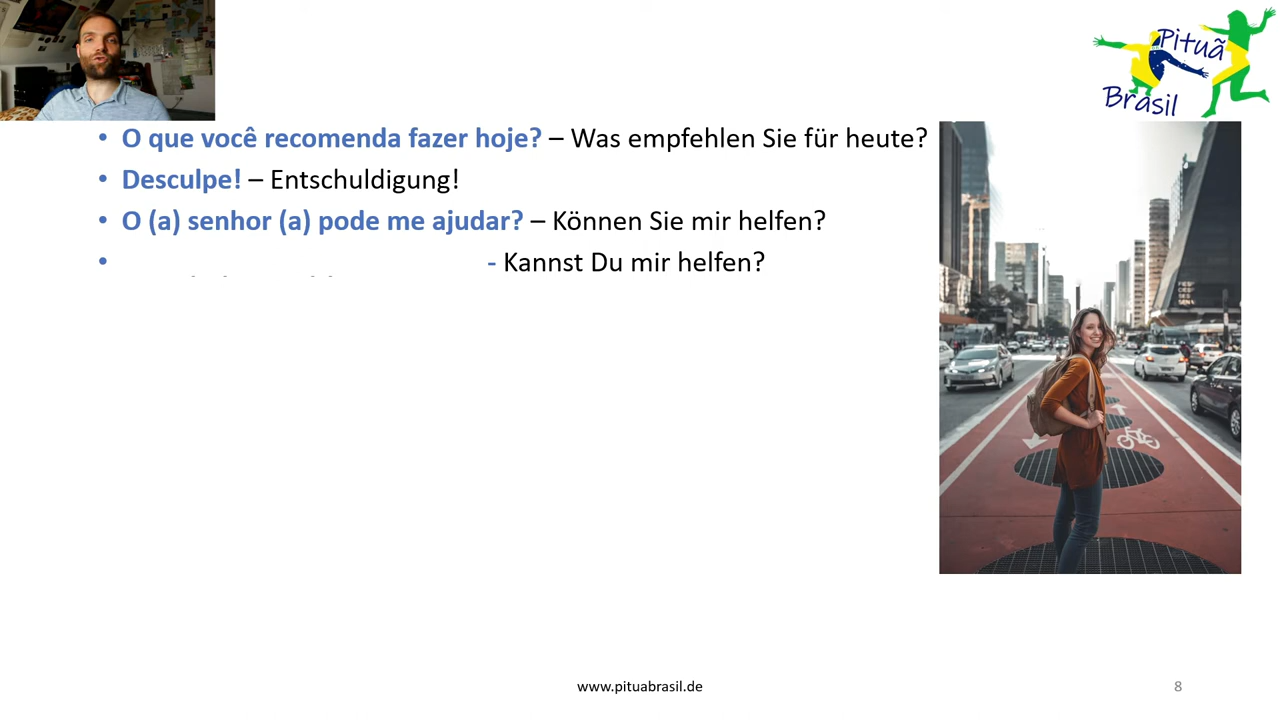 Pituã
Brasil
• O que você recomenda fazer hoje? – Was empfehlen Sie für heute?
• Desculpe! – Entschuldigung!
• O (a) senhor (a) pode me ajudar? – Können Sie mir helfen?
• - Kannst Du mir helfen?
www.pituabrasil.de
8